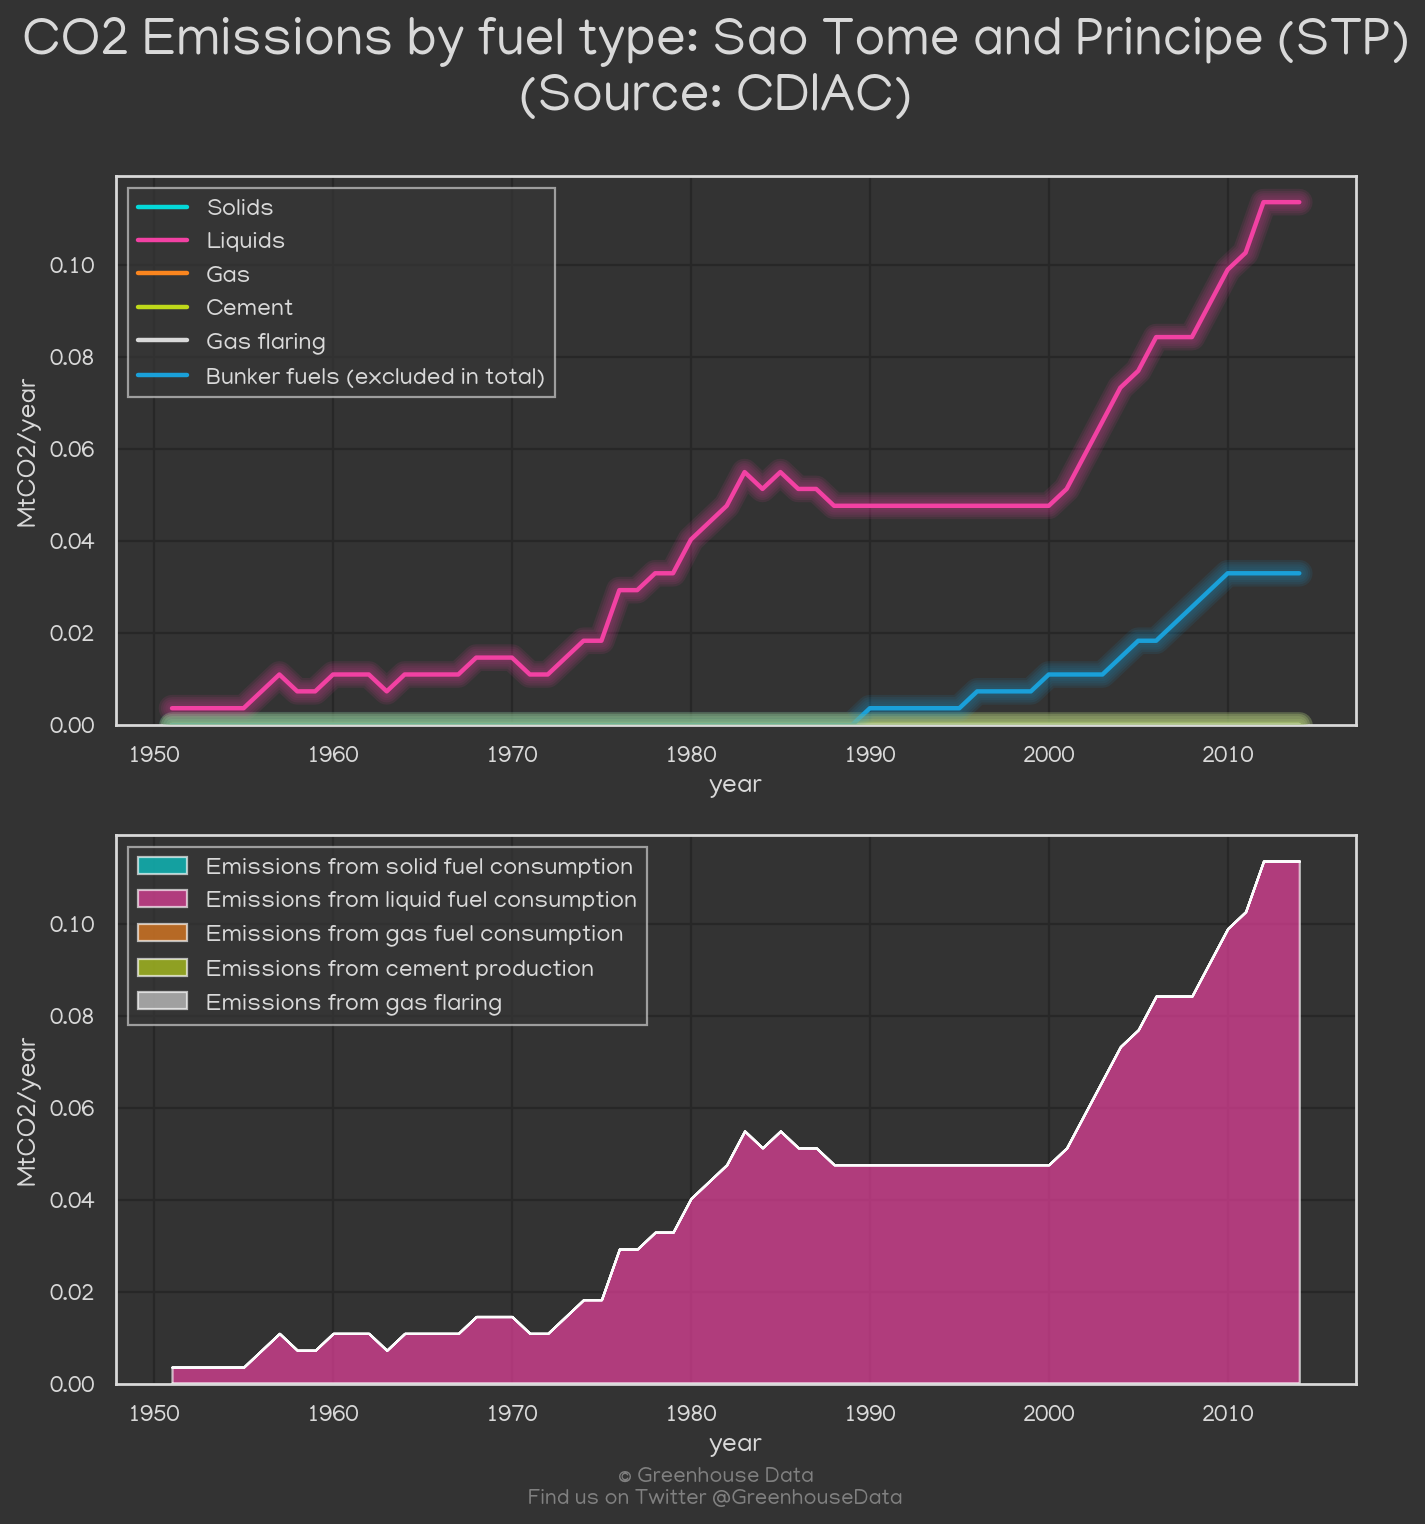 CO2 Emissions by fuel type: Sao Tome and Principe (STP)
(Source: CDIAC)
Solids
Liquids
Gas
Cement
Gas flaring
Bunker fuels (excluded in total)
MtCO2/year
0.10
0.08
0.06
0.04
0.02
0.00
1950 1960 1970 1980 1990 2000 2010
year
Emissions from solid fuel consumption
Emissions from liquid fuel consumption
Emissions from gas fuel consumption
Emissions from cement production
Emissions from gas flaring
MtCO2/year
0.10
0.08
0.06
0.04
0.02
0.00
1950 1960 1970 1980 1990 2000 2010
year
© Greenhouse Data
Find us on Twitter @GreenhouseData